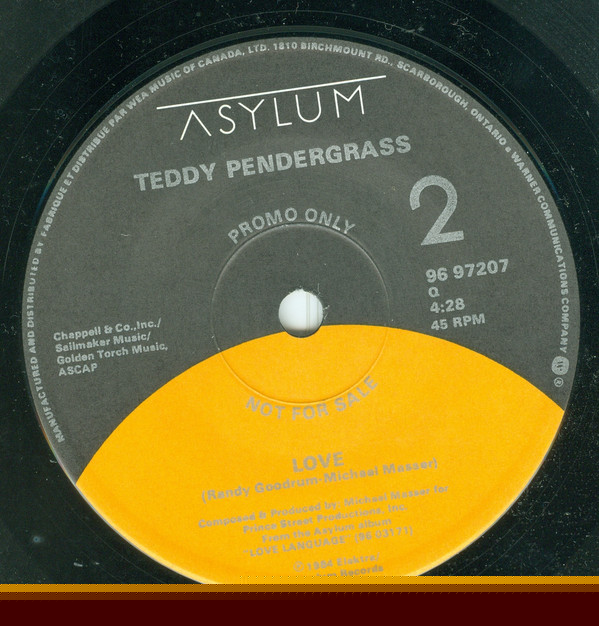 MANUFACTURED AND DISTRIBUTED BY FABRIQUE ET DISTRIBUE PAR WEA MUSIC OF CANADA, LTD. 1810 BIRCHMOUNT RD., SCARBOROUGH, ONTARIO A WARNER COMMUNICATIONS COMPANY ®
ASYLUM
TEDDY PENDERGRASS
2
PROMO ONLY
96 97207
Q
4:28
45 RPM
Chappell & Co.,Inc./
Sailmaker Music/
Golden Torch Music,
ASCAP
NOT FOR SALE
LOVE
(Randy Goodrum-Michael Masser)
Composed & Produced by: Michael Masser for
Prince Street Productions, Inc.
From the Asylum album
"LOVE LANGUAGE" (96 03171)
1984 Elektra/
Records